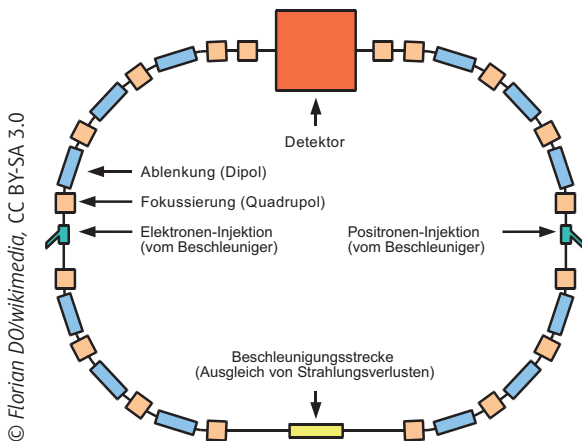 © Florian DO/wikimedia, CC BY-SA 3.0
Detektor
Ablenkung (Dipol)
Fokussierung (Quadrupol)
Elektronen-Injektion
(vom Beschleuniger)
Positronen-Injektion
(vom Beschleuniger)
Beschleunigungsstrecke
(Ausgleich von Strahlungsverlusten)